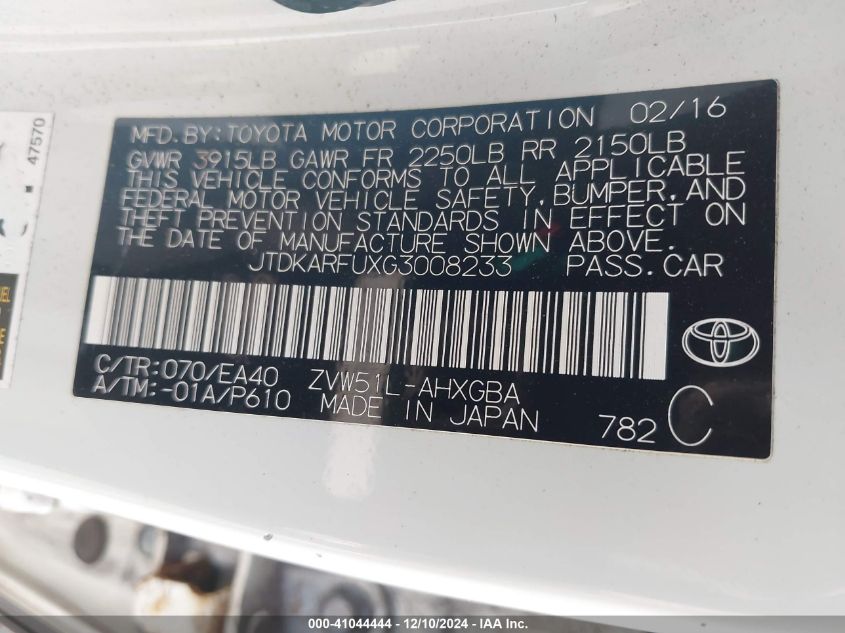 MFD.BY:TOYOTA MOTOR CORPORATION 02/16
GVWR 3915LB GAWR FR 2250LB RR 2150LB
THIS VEHICLE CONFORMS TO ALL APPLICABLE
FEDERAL MOTOR VEHICLE SAFETY, BUMPER, AND
THEFT PREVENTION STANDARDS IN EFFECT ON
THE DATE OF MANUFACTURE SHOWN ABOVE.
JTDKARFUXG3008233 PASS.CAR
C/TR:070/EA40 ZVW51L-AHXGBA
A/TM:-01A/P610 MADE IN JAPAN
782 C
47570
000-41044444 — 12/10/2024 — IAA Inc.